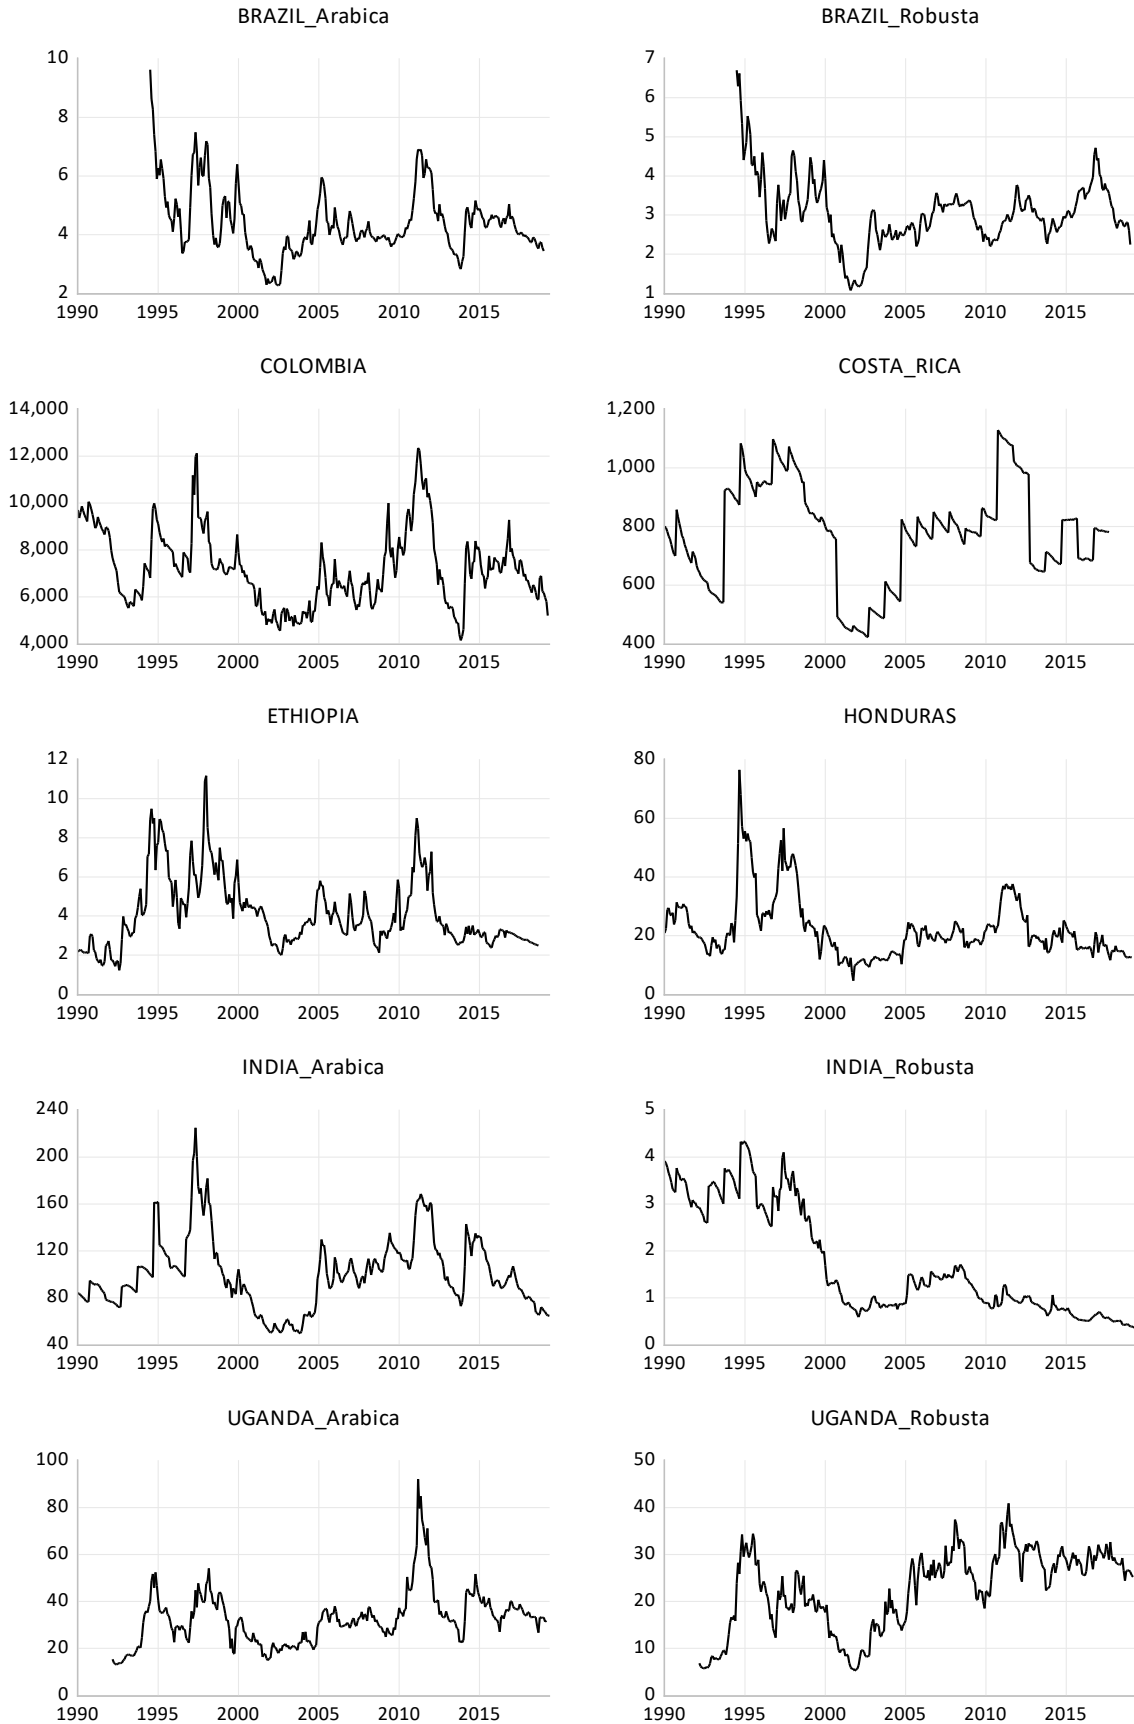 BRAZIL_Arabica
10
8
6
4
2
1990 1995 2000 2005 2010 2015
BRAZIL_Robusta
7
6
5
4
3
2
1
1990 1995 2000 2005 2010 2015
COLOMBIA
14,000
12,000
10,000
8,000
6,000
4,000
1990 1995 2000 2005 2010 2015
COSTA_RICA
1,200
1,000
800
600
400
1990 1995 2000 2005 2010 2015
ETHIOPIA
12
10
8
6
4
2
0
1990 1995 2000 2005 2010 2015
HONDURAS
80
60
40
20
0
1990 1995 2000 2005 2010 2015
INDIA_Arabica
240
200
160
120
80
40
1990 1995 2000 2005 2010 2015
INDIA_Robusta
5
4
3
2
1
0
1990 1995 2000 2005 2010 2015
UGANDA_Arabica
100
80
60
40
20
0
1990 1995 2000 2005 2010 2015
UGANDA_Robusta
50
40
30
20
10
0
1990 1995 2000 2005 2010 2015